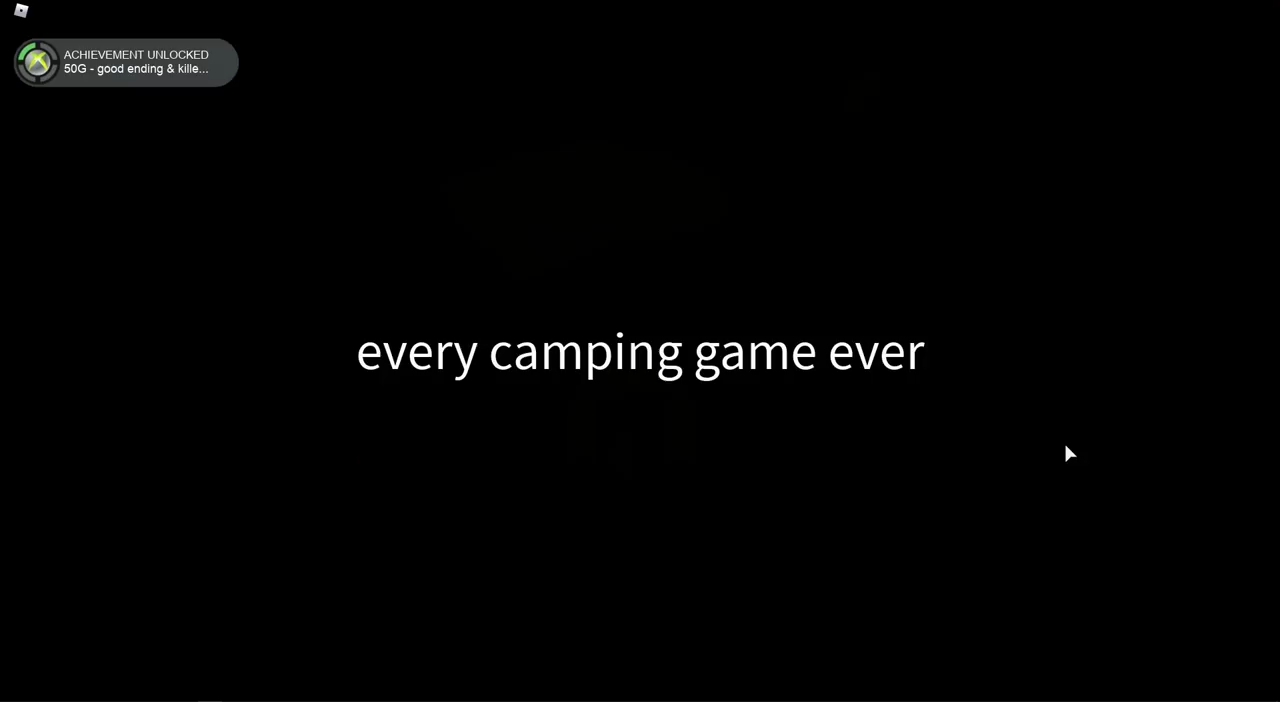 ACHIEVEMENT UNLOCKED
50G - good ending & kille...
every camping game ever